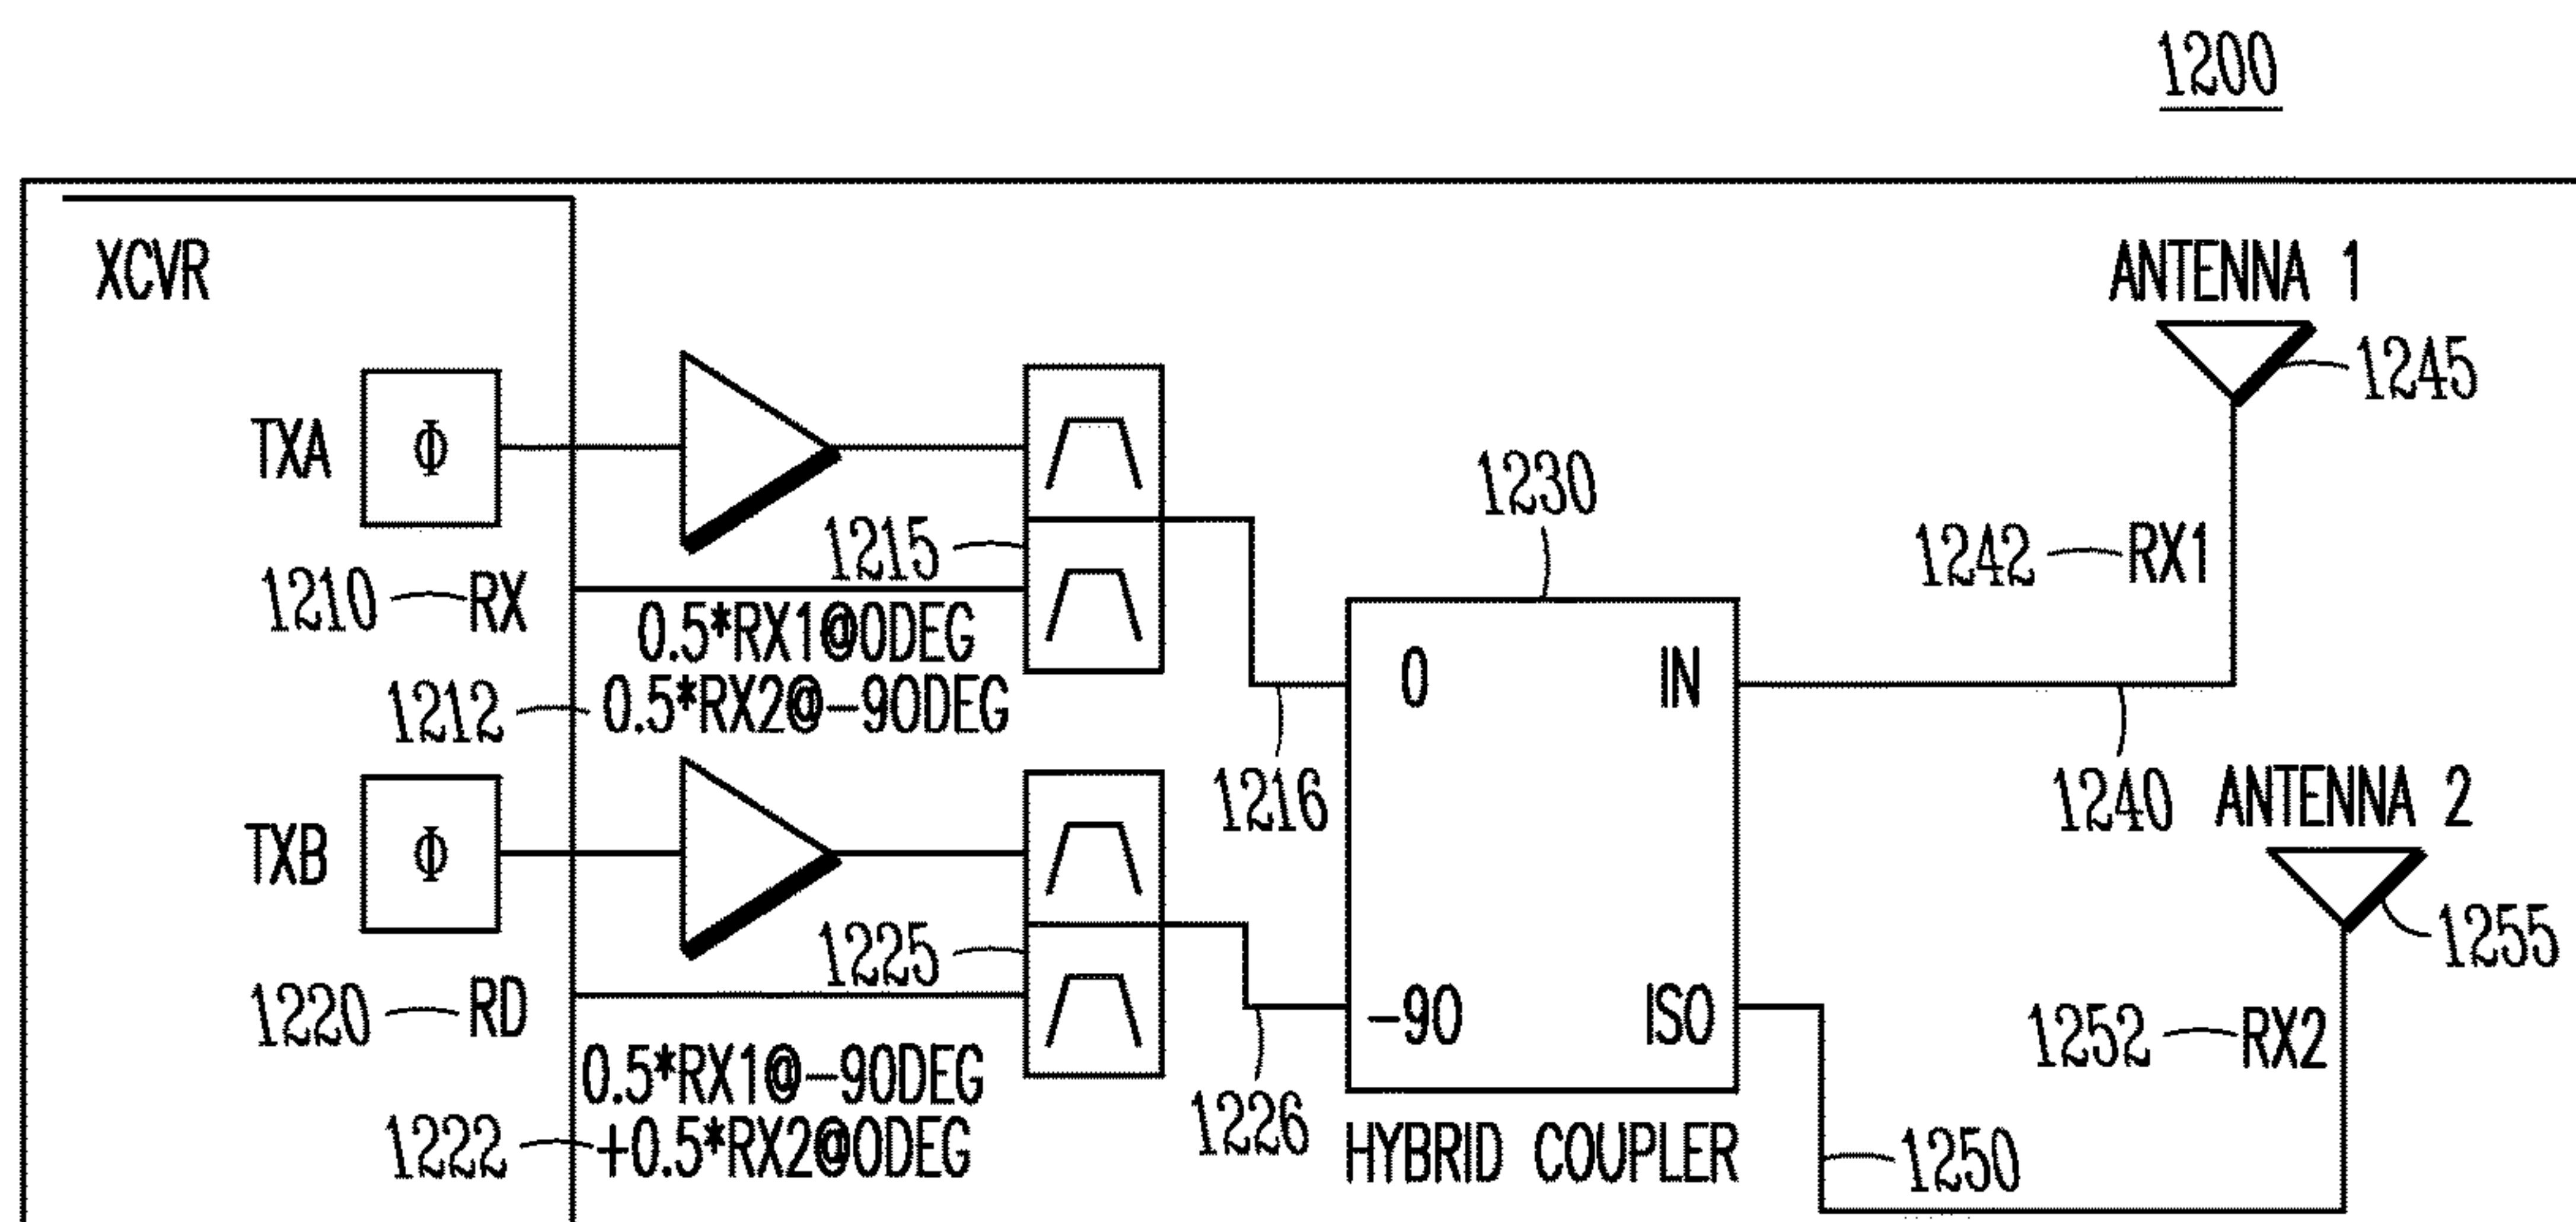 1200
XCVR
ANTENNA 1
1245
TXA Φ
1230
1215
1242 RX1
1210 RX
0.5*RX1@0DEG
0 IN
1212 0.5*RX2@-90DEG
1216
1240
ANTENNA 2
TXB Φ
1225
1255
1220 RD
-90 ISO
1252 RX2
0.5*RX1@-90DEG
1226
1222 +0.5*RX2@0DEG
HYBRID COUPLER
1250